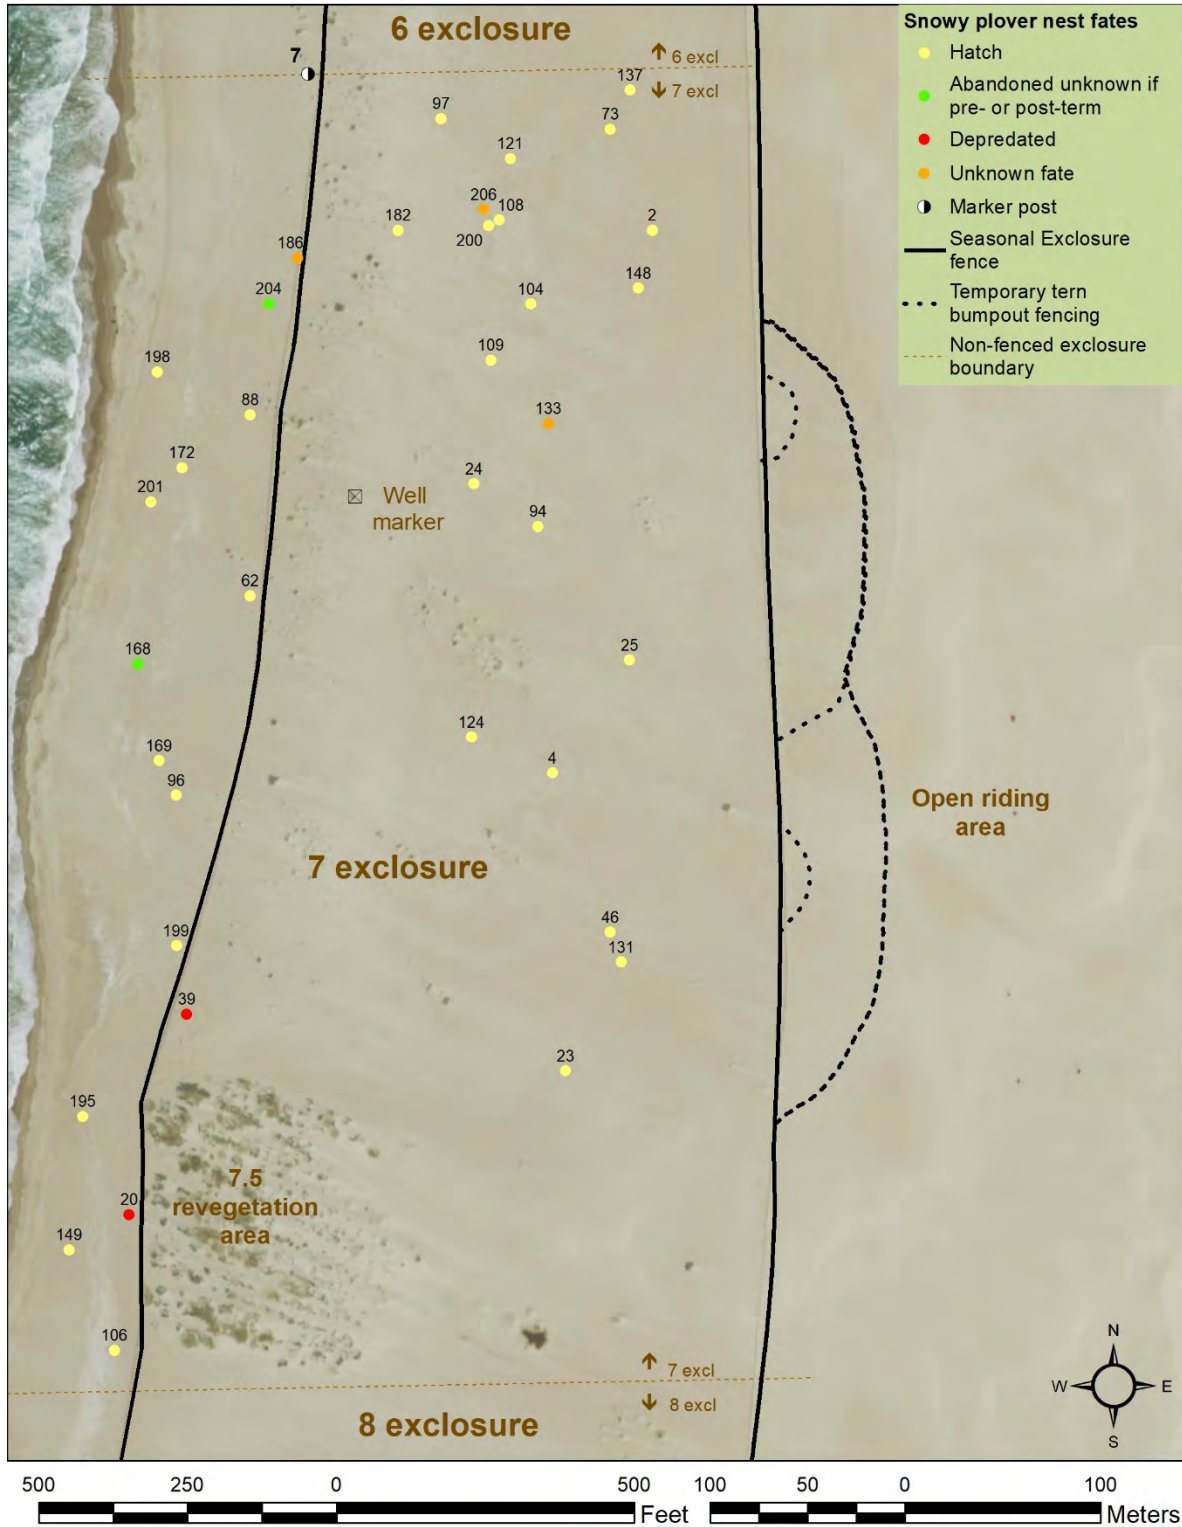 6 exclosure
7
6 excl
7 excl
137
97
73
121
206
108
182
200
2
186
148
204
104
109
198
88
133
172
24
201
Well
marker
94
62
168
25
124
169
4
96
Open riding
area
7 exclosure
46
199
131
39
23
195
7.5
revegetation
area
20
149
106
7 excl
8 excl
8 exclosure
Snowy plover nest fates
Hatch
Abandoned unknown if
pre- or post-term
Depredated
Unknown fate
Marker post
Seasonal Exclosure
fence
Temporary tern
bumpout fencing
Non-fenced exclosure
boundary
N
W E
S
500 250 0 500 Feet
100 50 0 100 Meters